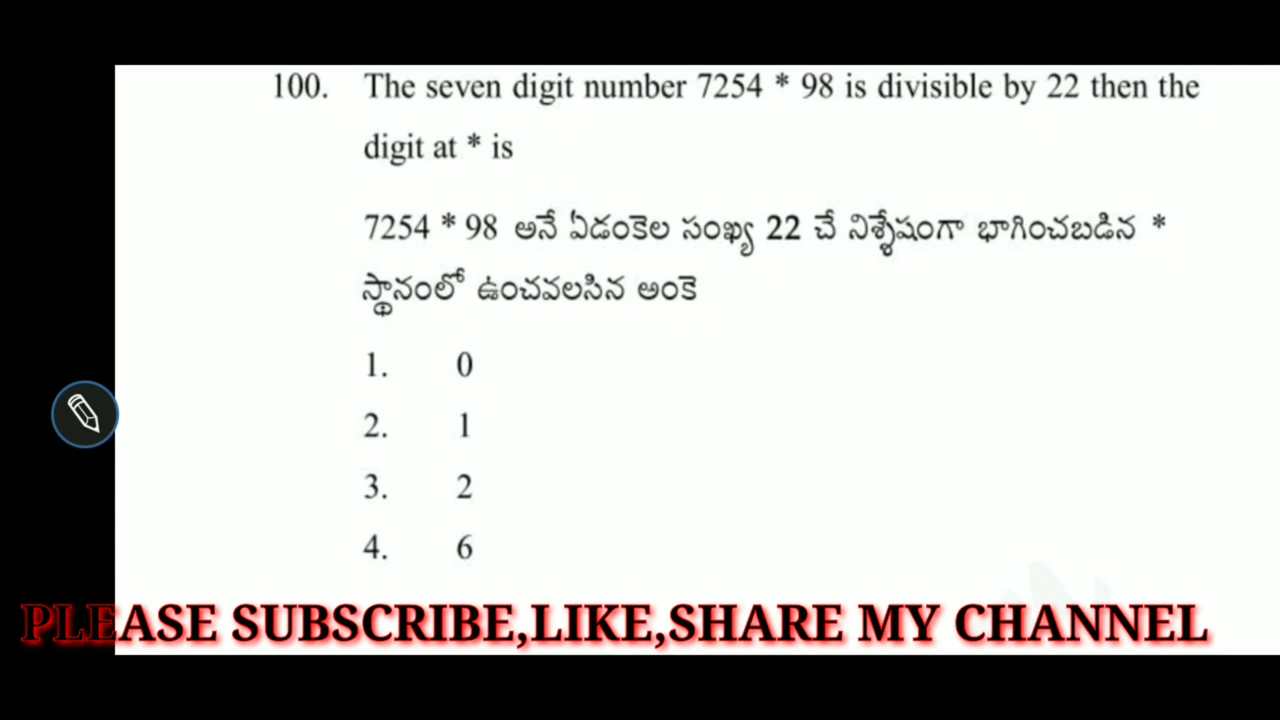 100. The seven digit number 7254 * 98 is divisible by 22 then the
digit at * is
7254 * 98 అనే ఏడంకెల సంఖ్య 22 చే నిశ్శేషంగా భాగించబడిన *
స్థానంలో ఉంచవలసిన అంకె
1. 0
2. 1
3. 2
4. 6
PLEASE SUBSCRIBE,LIKE,SHARE MY CHANNEL